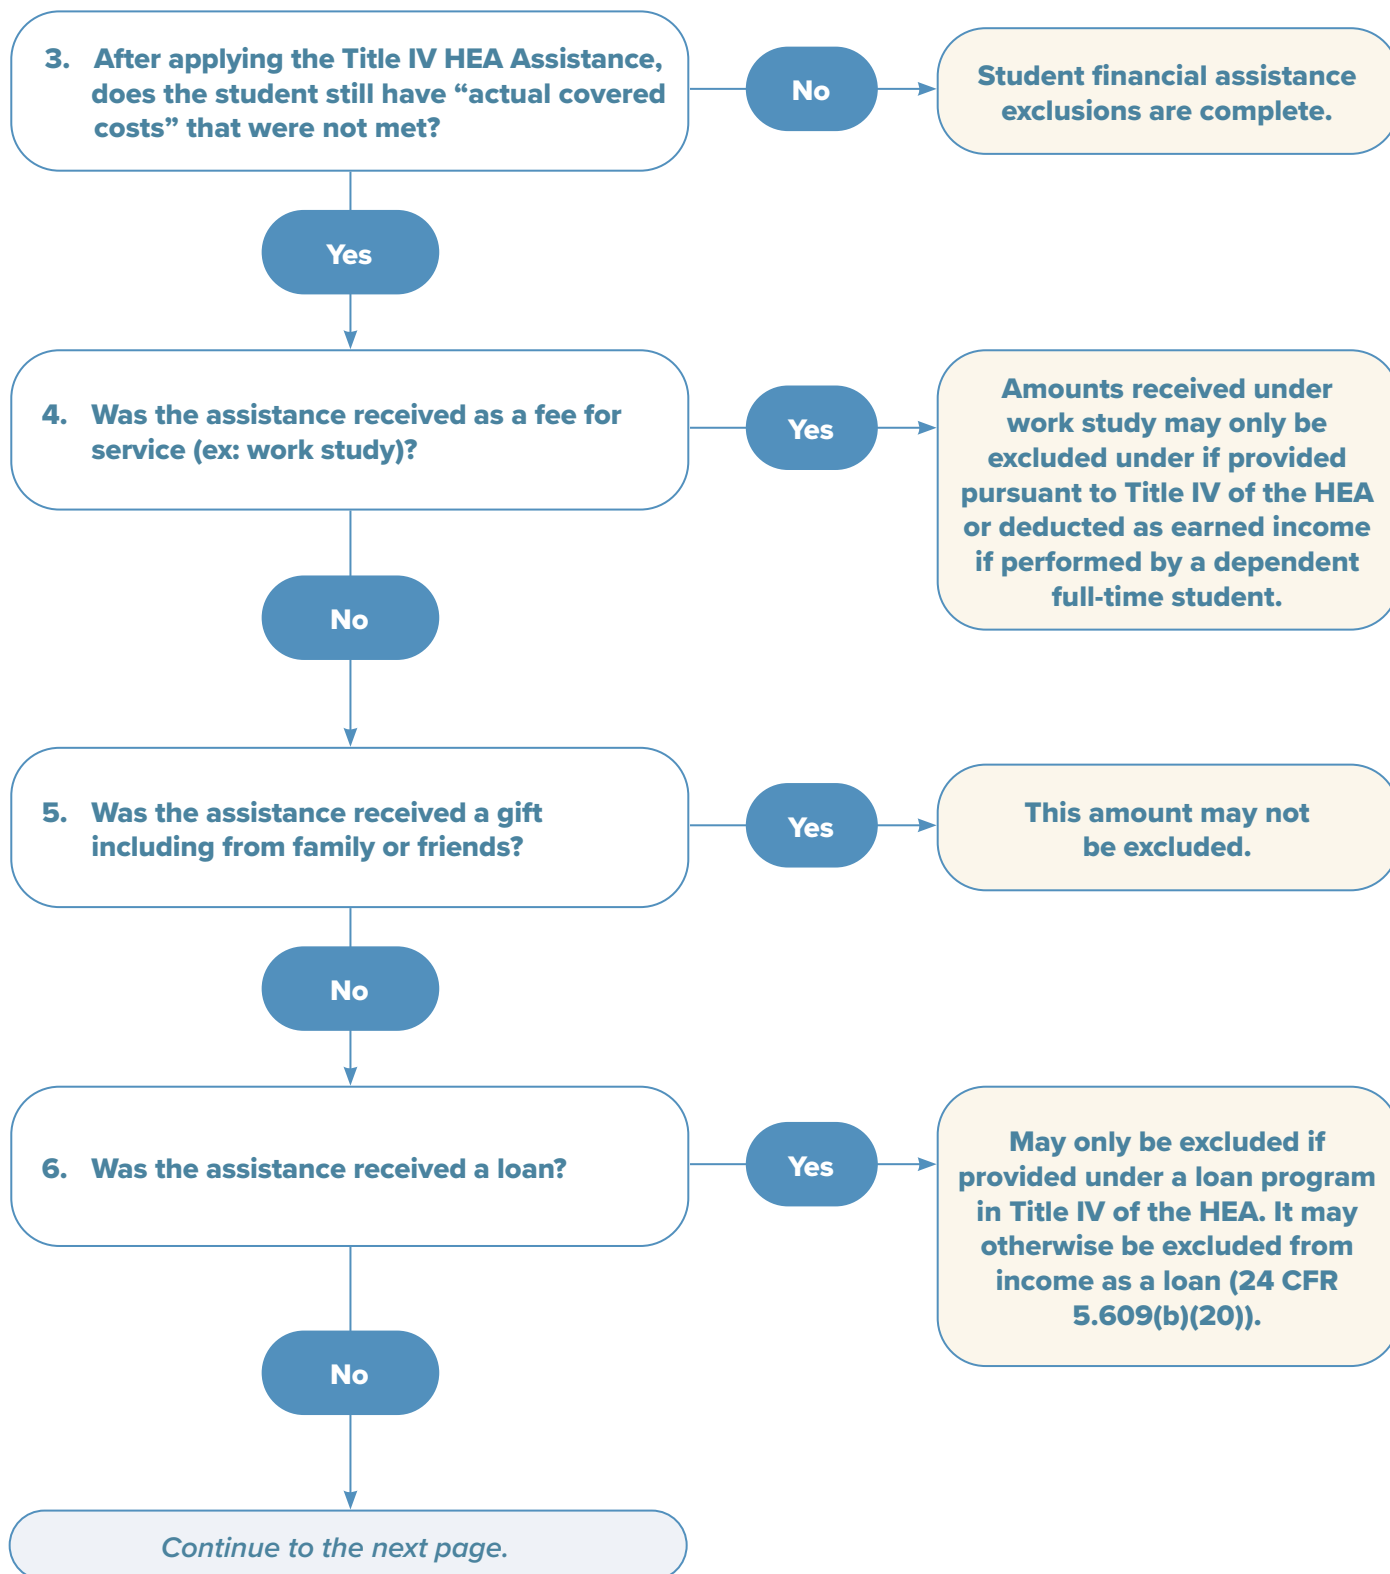 3. After applying the Title IV HEA Assistance,
does the student still have “actual covered
costs” that were not met?
No
Student financial assistance
exclusions are complete.
Yes
4. Was the assistance received as a fee for
service (ex: work study)?
Yes
Amounts received under
work study may only be
excluded under if provided
pursuant to Title IV of the HEA
or deducted as earned income
if performed by a dependent
full-time student.
No
5. Was the assistance received a gift
including from family or friends?
Yes
This amount may not
be excluded.
No
6. Was the assistance received a loan?
Yes
May only be excluded if
provided under a loan program
in Title IV of the HEA. It may
otherwise be excluded from
income as a loan (24 CFR
5.609(b)(20)).
No
Continue to the next page.